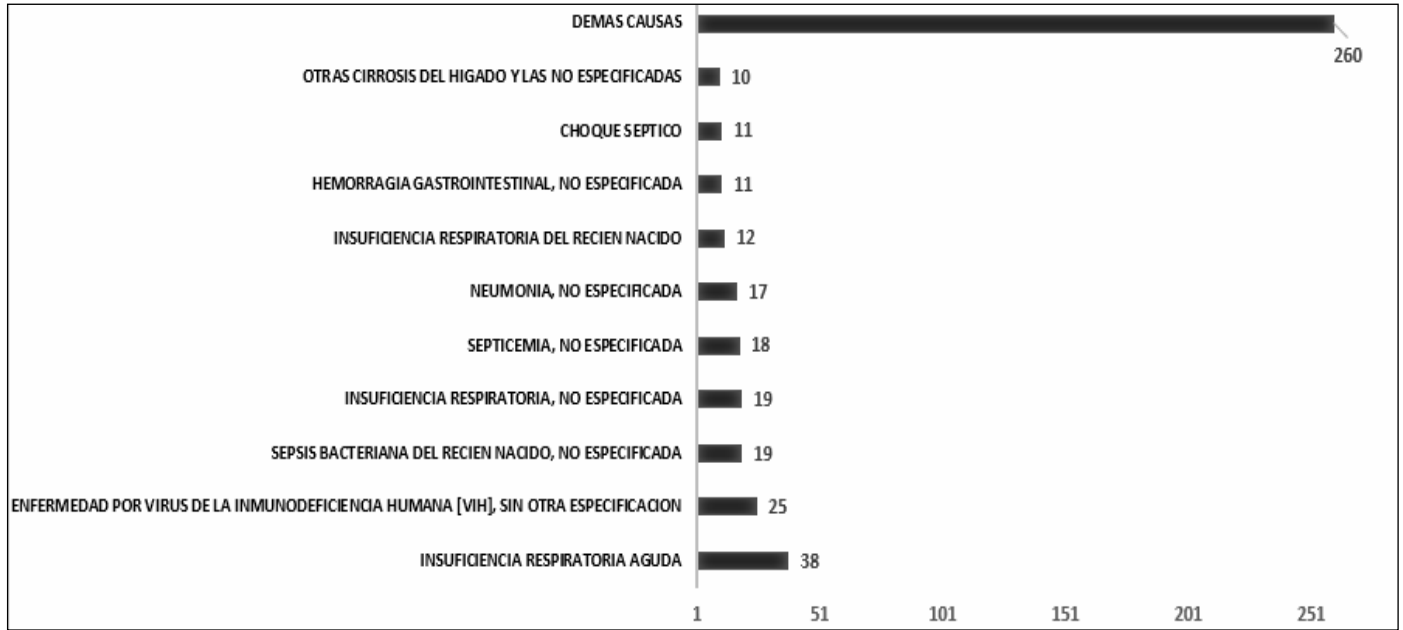 DEMAS CAUSAS
260
OTRAS CIRROSIS DEL HIGADO Y LAS NO ESPECIFICADAS 10
CHOQUE SEPTICO 11
HEMORRAGIA GASTROINTESTINAL, NO ESPECIFICADA 11
INSUFICIENCIA RESPIRATORIA DEL RECIEN NACIDO 12
NEUMONIA, NO ESPECIFICADA 17
SEPTICEMIA, NO ESPECIFICADA 18
INSUFICIENCIA RESPIRATORIA, NO ESPECIFICADA 19
SEPSIS BACTERIANA DEL RECIEN NACIDO, NO ESPECIFICADA 19
ENFERMEDAD POR VIRUS DE LA INMUNODEFICIENCIA HUMANA [VIH], SIN OTRA ESPECIFICACION 25
INSUFICIENCIA RESPIRATORIA AGUDA 38
1 51 101 151 201 251